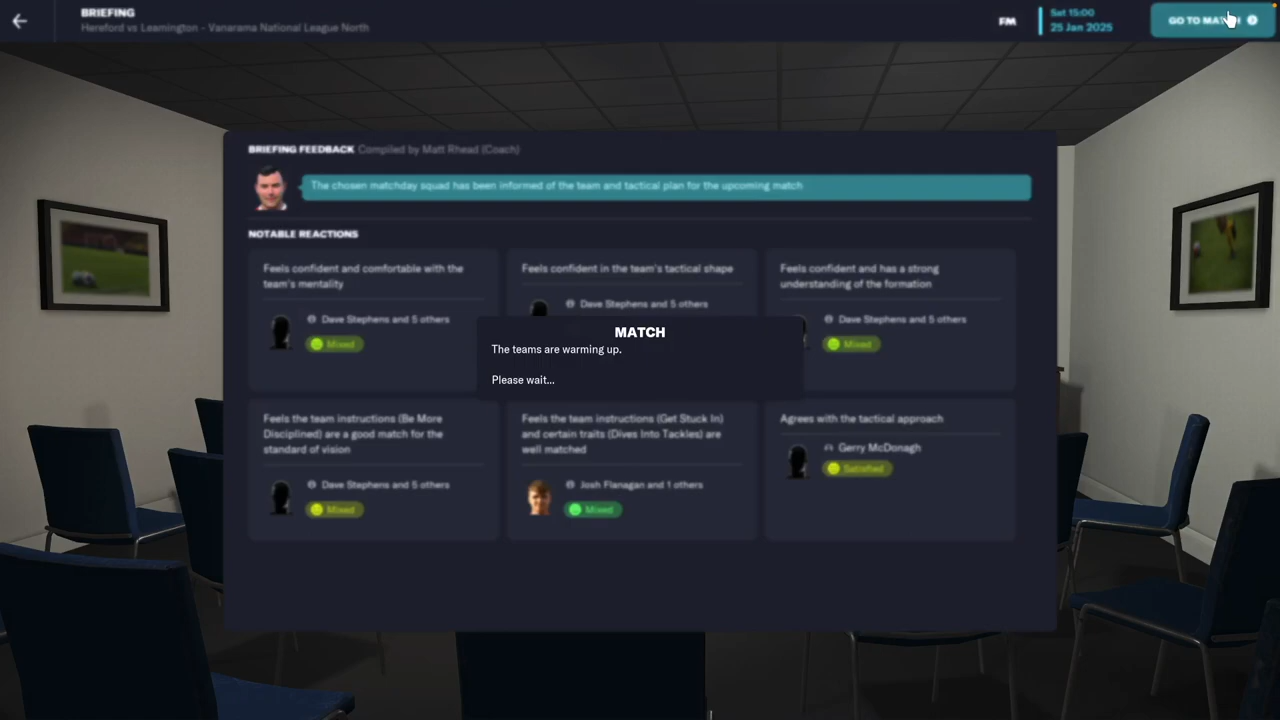 BRIEFING
Hereford vs Leamington - Vanarama National League North
FM
Sat 15:00
25 Jan 2025
GO TO
BRIEFING FEEDBACK Compiled by Matt Rhead (Coach)
The chosen matchday squad has been informed of the team and tactical plan for the upcoming match
NOTABLE REACTIONS
Feels confident and comfortable with the
team's mentality
Dave Stephens and 5 others
Mixed
Feels confident in the team's tactical shape
Dave Stephens and 5 others
Feels confident and has a strong
understanding of the formation
Dave Stephens and 5 others
Mixed
MATCH
The teams are warming up.
Please wait...
Feels the team instructions (Be More
Disciplined) are a good match for the
standard of vision
Dave Stephens and 5 others
Mixed
Feels the team instructions (Get Stuck In)
and certain traits (Dives Into Tackles) are
well matched
Josh Flanagan and 1 others
Mixed
Agrees with the tactical approach
Gerry McDonagh
Satisfied